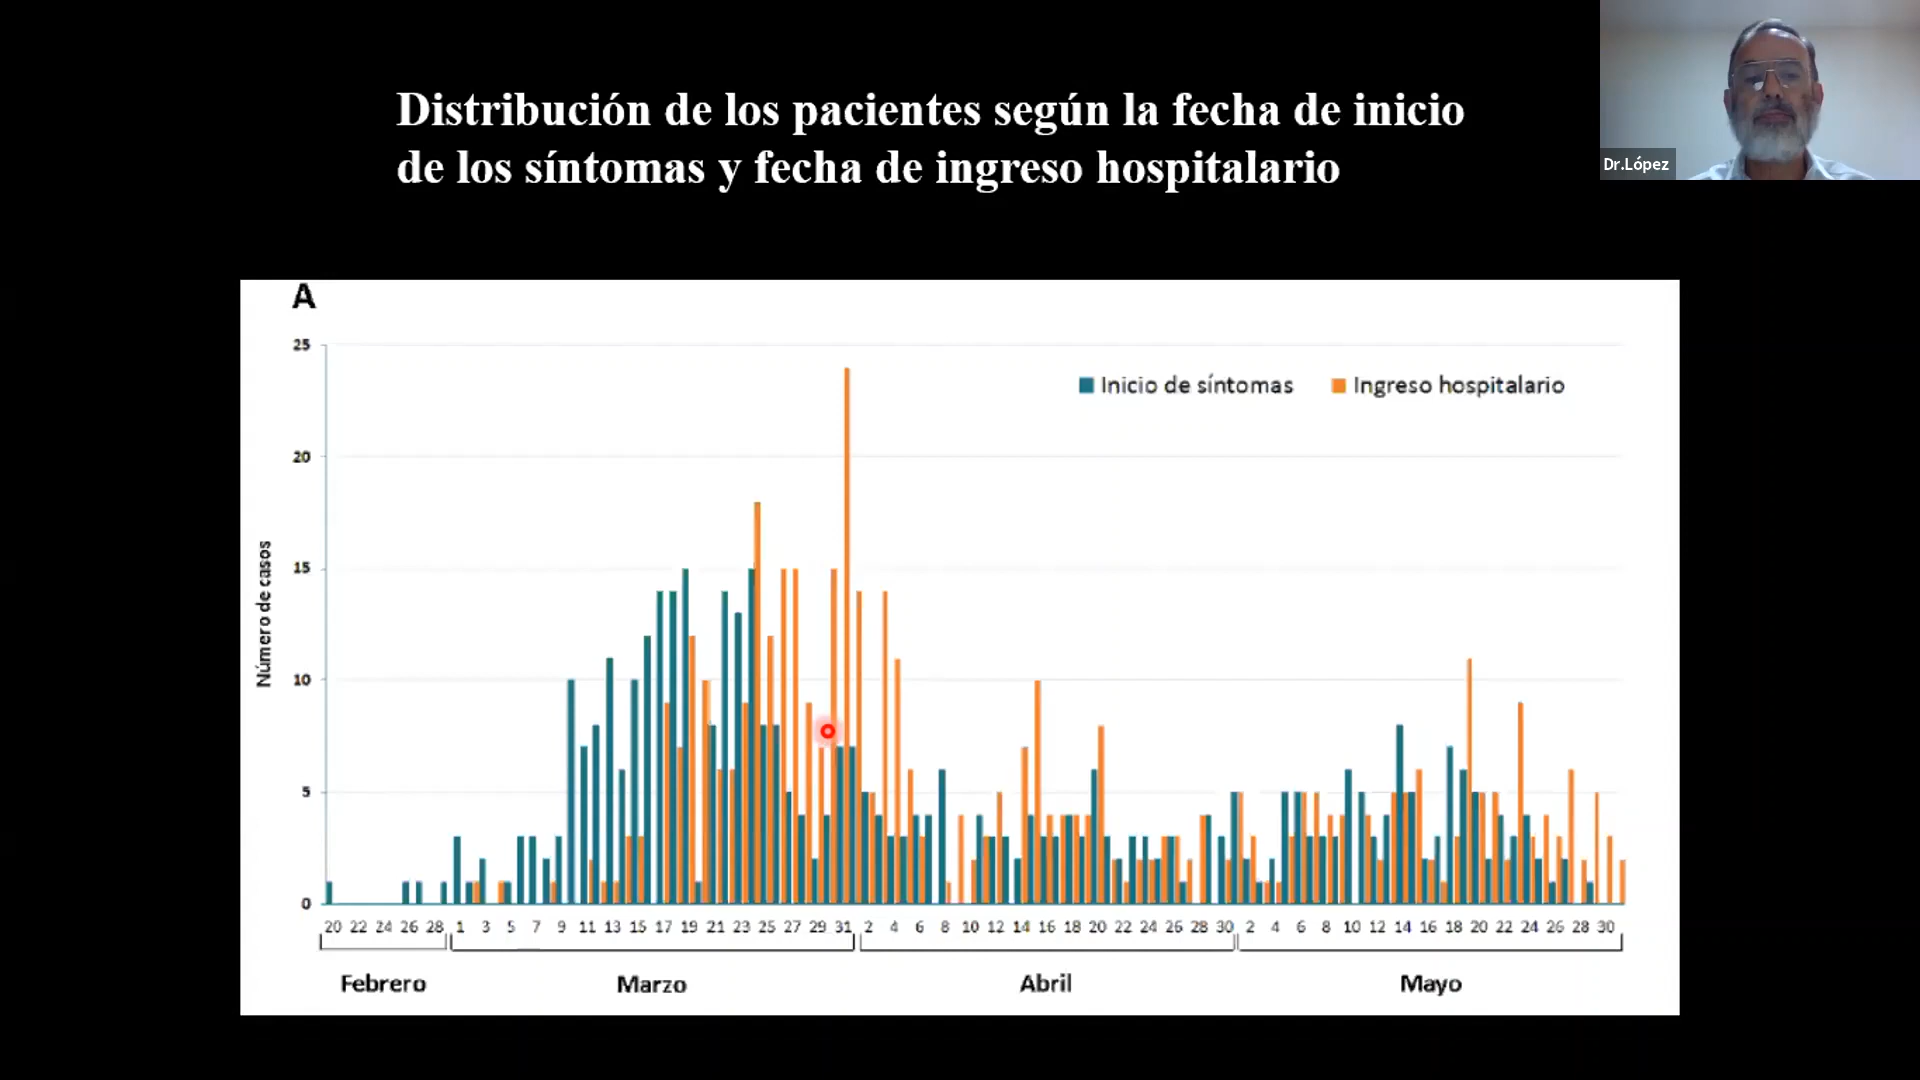 Distribución de los pacientes según la fecha de inicio
de los síntomas y fecha de ingreso hospitalario
Dr.López
A
Inicio de síntomas Ingreso hospitalario
Número de casos
25
20
15
10
5
0
20 22 24 26 28 1 3 5 7 9 11 13 15 17 19 21 23 25 27 29 31 2 4 6 8 10 12 14 16 18 20 22 24 26 28 30 2 4 6 8 10 12 14 16 18 20 22 24 26 28 30
Febrero Marzo Abril Mayo